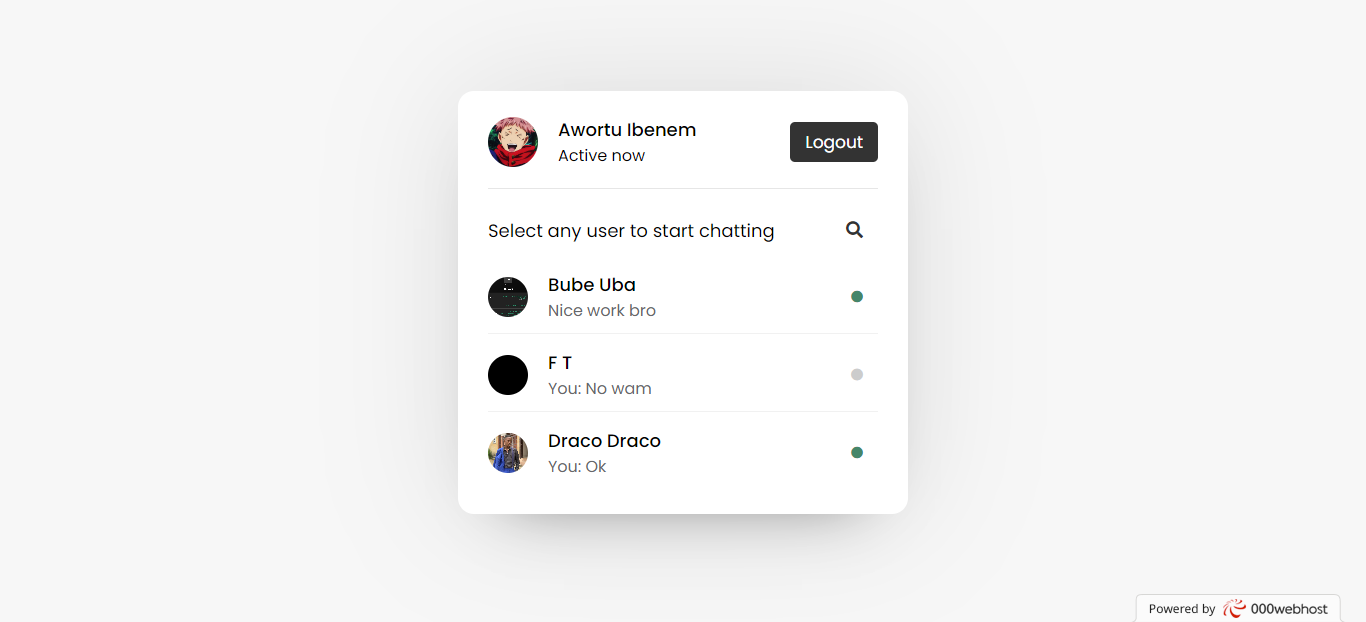 Awortu Ibenem
Active now
Logout
Select any user to start chatting
Bube Uba
Nice work bro
F T
You: No wam
Draco Draco
You: Ok
Powered by 000webhost